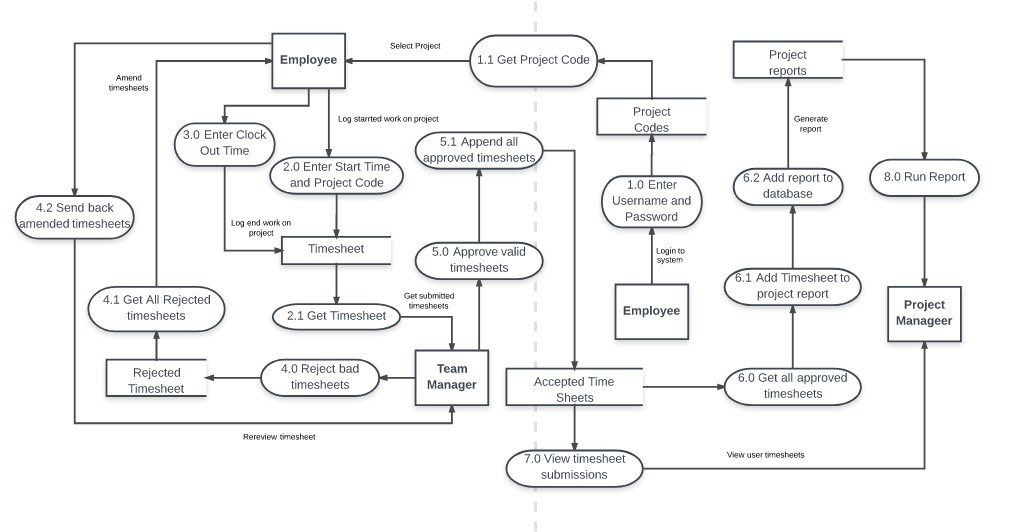 Employee
Select Project
1.1 Get Project Code
Project
reports
Amend
timesheets
Project
Codes
Log starrted work on project
Generate
report
3.0 Enter Clock
Out Time
5.1 Append all
approved timesheets
2.0 Enter Start Time
and Project Code
6.2 Add report to
database
8.0 Run Report
1.0 Enter
Username and
Password
4.2 Send back
amended timesheets
Log end work on
project
Timesheet
5.0 Approve valid
timesheets
Login to
system
6.1 Add Timesheet to
project report
4.1 Get All Rejected
timesheets
Get submitted
timesheets
2.1 Get Timesheet
Employee
Project
Manageer
Rejected
Timesheet
4.0 Reject bad
timesheets
Team
Manager
Accepted Time
Sheets
6.0 Get all approved
timesheets
Rereview timesheet
7.0 View timesheet
submissions
View user timesheets